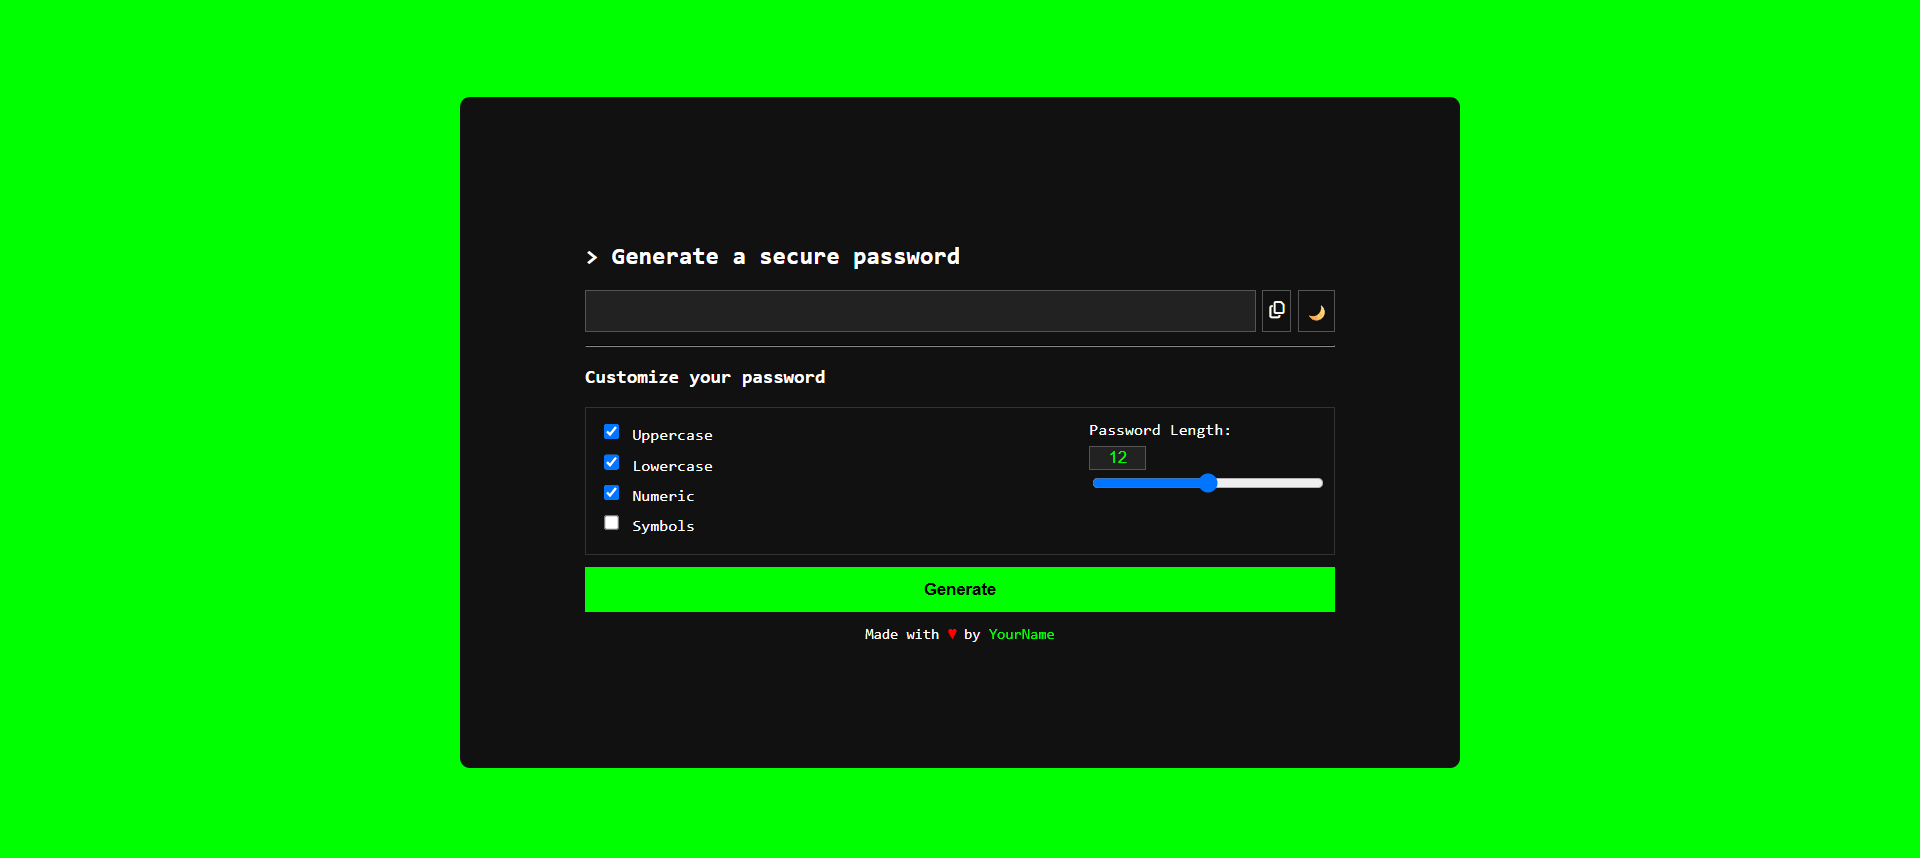 > Generate a secure password
Customize your password
Uppercase
Lowercase
Numeric
Symbols
Password Length:
12
Generate
Made with ♥ by YourName